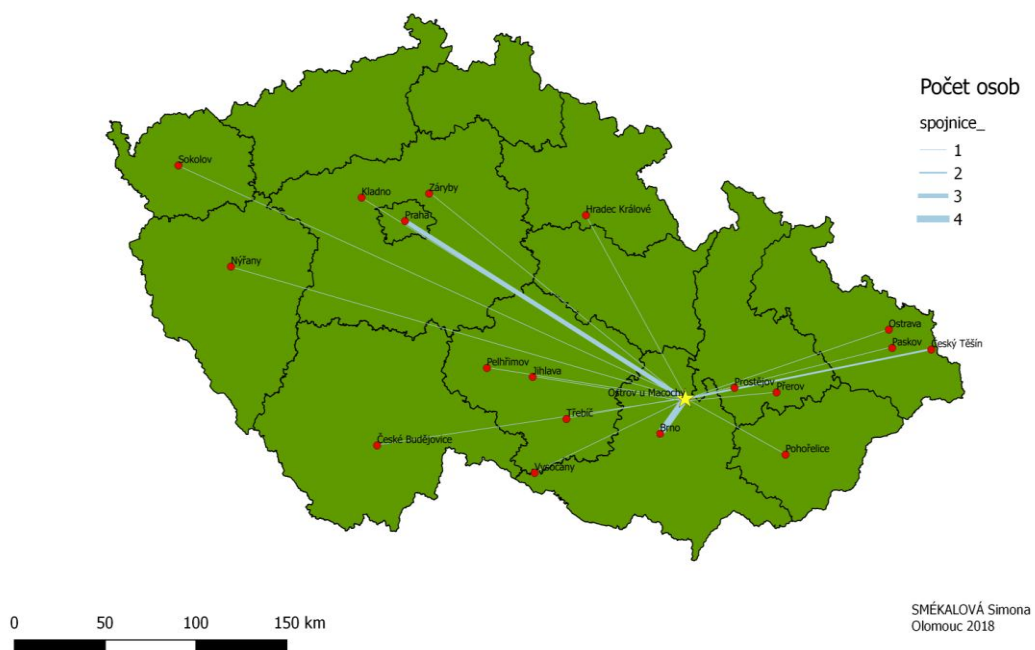 Počet osob
spojnice_
1
2
3
4
Sokolov
Kladno
Záryby
Praha
Hradec Králové
Nýřany
Ostrava
Paskov
Český Těšín
Pelhřimov
Jihlava
Prostějov
Přerov
Ostrov u Macochy
Třebíč
Brno
České Budějovice
Pohořelice
Vysočany
0 50 100 150 km
SMÉKALOVÁ Simona
Olomouc 2018